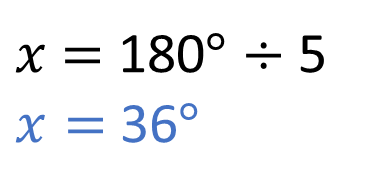 x = 180° ÷ 5
x = 36°